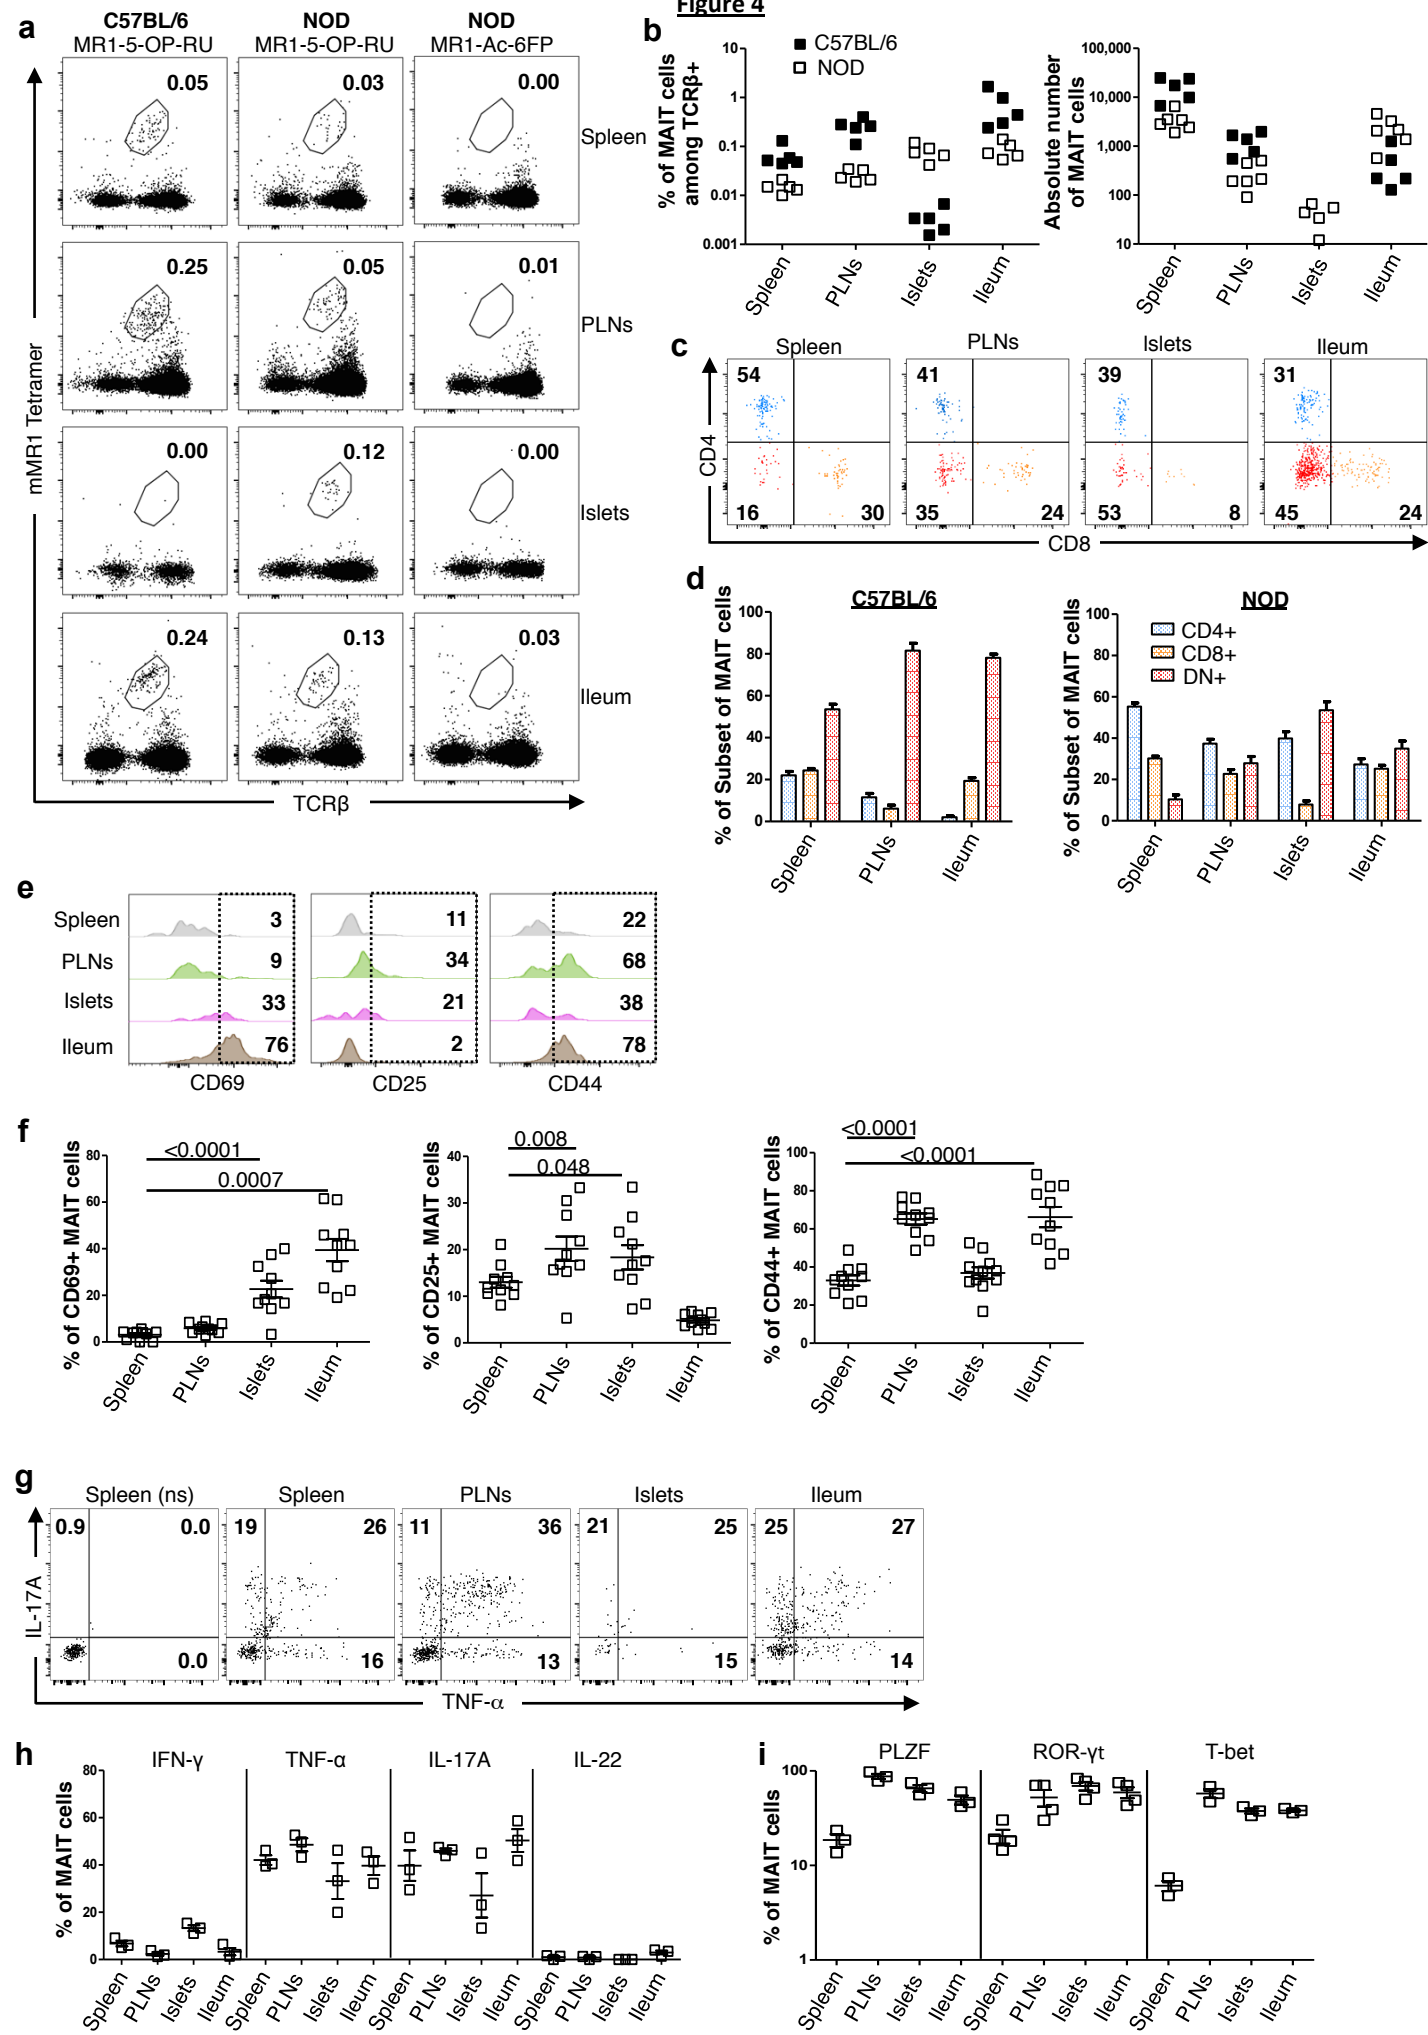 Figure 4
a
C57BL/6 NOD NOD
MR1-5-OP-RU MR1-5-OP-RU MR1-Ac-6FP
0.05 0.03 0.00
Spleen
0.25 0.05 0.01
PLNs
0.00 0.12 0.00
Islets
0.24 0.13 0.03
Ileum
mMR1 Tetramer
TCRβ
b
C57BL/6
NOD
% of MAIT cells
among TCRβ+
10
1
0.1
0.01
0.001
Spleen PLNs Islets Ileum
Absolute number
of MAIT cells
100,000
10,000
1,000
100
10
Spleen PLNs Islets Ileum
c
Spleen PLNs Islets Ileum
54 41 39 31
16 30 35 24 53 8 45 24
CD4
CD8
d
C57BL/6
% of Subset of MAIT cells
100
80
60
40
20
0
Spleen PLNs Ileum
NOD
CD4+
CD8+
DN+
% of Subset of MAIT cells
100
80
60
40
20
0
Spleen PLNs Islets Ileum
e
Spleen 3 11 22
PLNs 9 34 68
Islets 33 21 38
Ileum 76 2 78
CD69 CD25 CD44
f
% of CD69+ MAIT cells
80
60
40
20
0
<0.0001
0.0007
Spleen PLNs Islets Ileum
% of CD25+ MAIT cells
40
30
20
10
0
0.008
0.048
Spleen PLNs Islets Ileum
% of CD44+ MAIT cells
100
80
60
40
20
0
<0.0001
<0.0001
Spleen PLNs Islets Ileum
g
Spleen (ns) Spleen PLNs Islets Ileum
0.9 0.0 19 26 11 36 21 25 25 27
0.0 16 13 15 14
IL-17A
TNF-α
h
IFN-γ TNF-α IL-17A IL-22
% of MAIT cells
80
60
40
20
0
Spleen PLNs Islets Ileum Spleen PLNs Islets Ileum Spleen PLNs Islets Ileum Spleen PLNs Islets Ileum
i
PLZF ROR-γt T-bet
% of MAIT cells
100
10
1
Spleen PLNs Islets Ileum Spleen PLNs Islets Ileum Spleen PLNs Islets Ileum